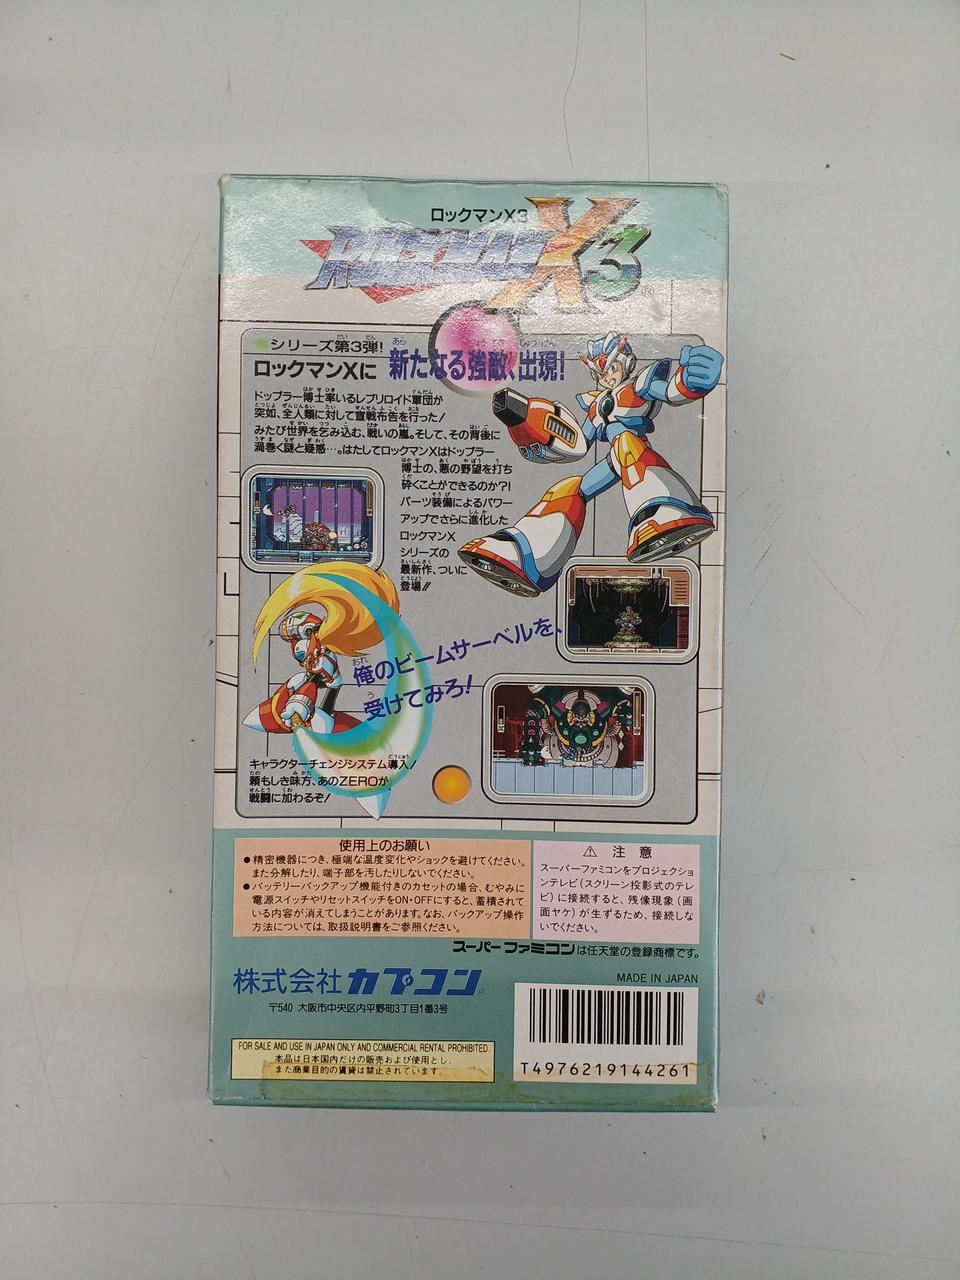 ロックマンX3
ROCKMAN X3
®
シリーズ第3弾!
ロックマンXに 新たなる強敵、出現!
ドップラー博士率いるレプリロイド軍団が
突如、全人類に対して宣戦布告を行った!
みたび世界を乞み込む、戦いの嵐。そして、その背後に
渦巻く謎と疑惑…。はたしてロックマンXはドップラー
博士の、悪の野望を打ち
砕くことができるのか?!
パーツ装備によるパワー
アップでさらに進化した
ロックマンX
シリーズの
最新作、ついに
登場!!
俺のビームサーベルを、
受けてみろ!
キャラクターチェンジシステム導入!
頼もしき味方、あのZEROが
戦闘に加わるぞ!
使用上のお願い
●精密機器につき、極端な温度変化やショックを避けてください。
また分解したり、端子部を汚したりしないでください。
●バッテリーバックアップ機能付きのカセットの場合、むやみに
電源スイッチやリセットスイッチをON・OFFにすると、蓄積されて
いる内容が消えてしまうことがあります。なお、バックアップ操作
方法については、取扱説明書をご参照ください。
⚠ 注意
スーパーファミコンをプロジェクショ
ンテレビ(スクリーン投影式のテレ
ビ)に接続すると、残像現象(画
面ヤケ)が生ずるため、接続しな
いでください。
スーパーファミコンは任天堂の登録商標です。
株式会社カプコン®
〒540 大阪市中央区内平野町3丁目1番3号
MADE IN JAPAN
FOR SALE AND USE IN JAPAN ONLY AND COMMERCIAL RENTAL PROHIBITED.
本品は日本国内だけの販売および使用とし、
また商業目的の賃貸は禁止されています。
T4976219144261